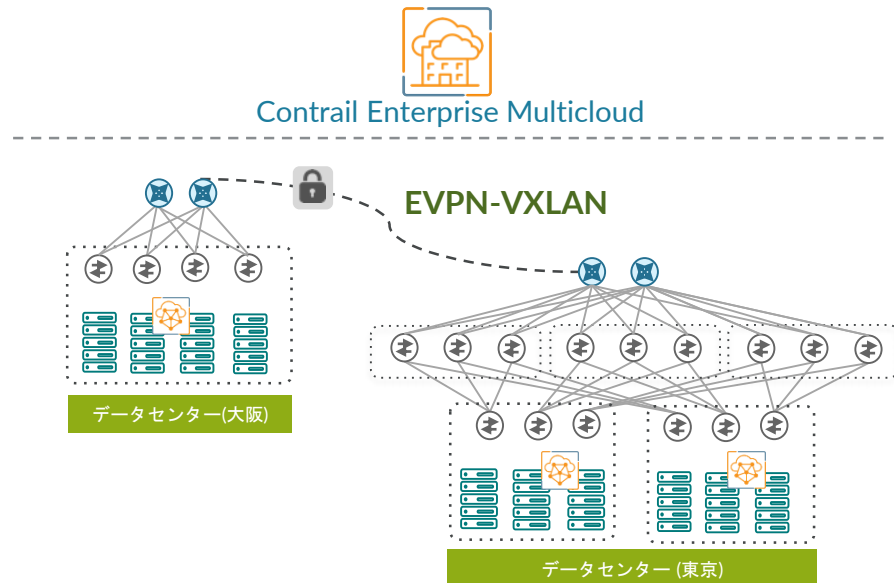 Contrail Enterprise Multicloud
EVPN-VXLAN
データセンター(大阪)
データセンター (東京)